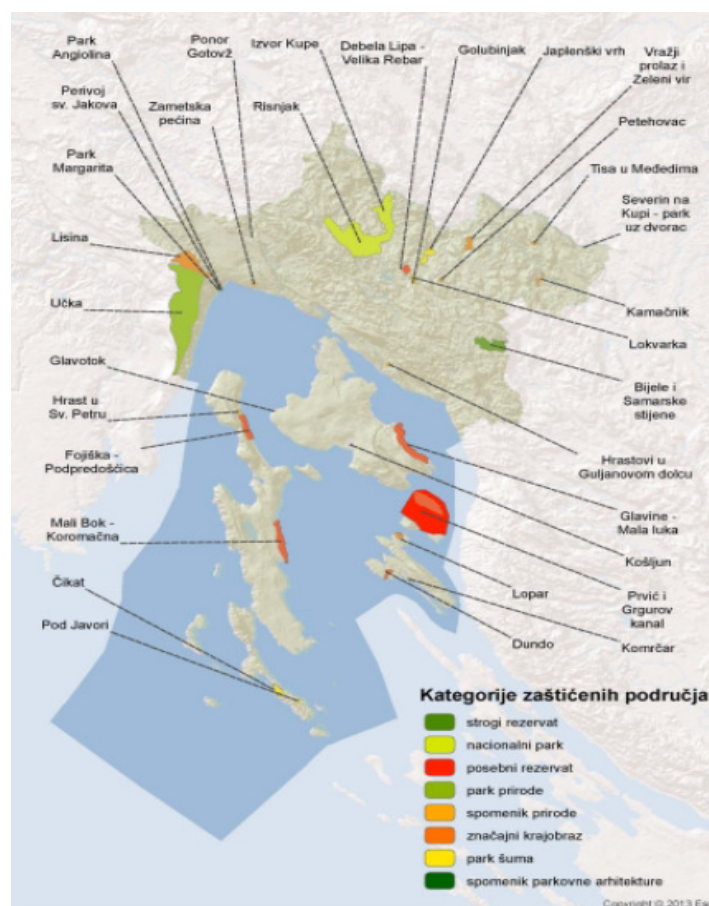 Park
Angiolina
Ponor
Gotovž
Izvor Kupe
Debela Lipa -
Velika Rebar
Golubinjak
Japlenški vrh
Vražji
prolaz i
Zeleni vir
Perivoj
sv. Jakova
Zametska
pećina
Risnjak
Petehovac
Park
Margarita
Tisa u Međedima
Severin na
Kupi - park
uz dvorac
Lisina
Učka
Kamačnik
Lokvarka
Glavotok
Bijele i
Samarske
stijene
Hrast u
Sv. Petru
Fojiška -
Podpredošćica
Hrastovi u
Guljanovom dolcu
Mali Bok -
Koromačna
Glavine -
Mala luka
Košljun
Čikat
Lopar
Prvić i
Grgurov
kanal
Pod Javori
Dundo
Komrčar
Kategorije zaštićenih područja
strogi rezervat
nacionalni park
posebni rezervat
park prirode
spomenik prirode
značajni krajobraz
park šuma
spomenik parkovne arhitekture
Copyright © 2013 Es